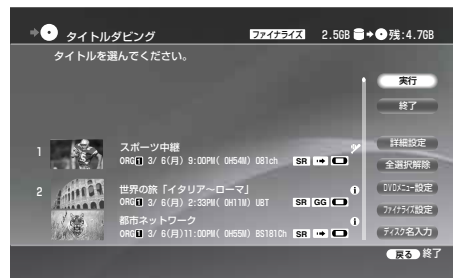 タイトルダビング ファイナライズ 2.5GB 残:4.7GB
タイトルを選んでください。
実行
終了
1 スポーツ中継
ORG 1 3/ 6(月) 9:00PM( 0H54M) 081ch SR
詳細設定
全選択解除
2 世界の旅「イタリア～ローマ」
ORG 1 3/ 6(月) 2:33PM( 0H11M) UBT SR GG
DVDメニュー設定
都市ネットワーク
ORG 1 3/ 6(月)11:00PM( 0H55M) BS181Ch SR
ファイナライズ設定
ディスク名入力
戻る 終了